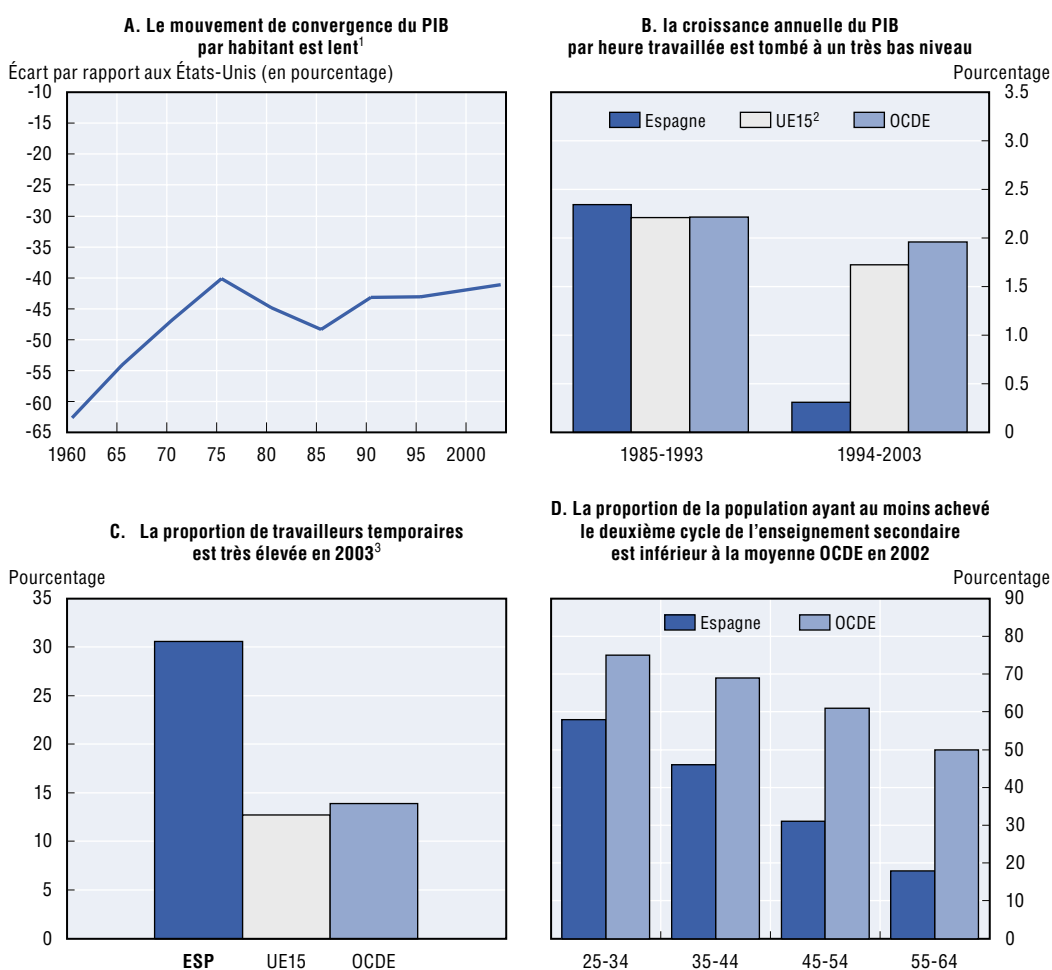 A. Le mouvement de convergence du PIB
par habitant est lent1
Écart par rapport aux États-Unis (en pourcentage)
-10
-15
-20
-25
-30
-35
-40
-45
-50
-55
-60
-65
1960 65 70 75 80 85 90 95 2000
B. la croissance annuelle du PIB
par heure travaillée est tombé à un très bas niveau
Pourcentage
3.5
3.0
2.5
2.0
1.5
1.0
0.5
0
Espagne UE152 OCDE
1985-1993 1994-2003
C. La proportion de travailleurs temporaires
est très élevée en 20033
Pourcentage
35
30
25
20
15
10
5
0
ESP UE15 OCDE
D. La proportion de la population ayant au moins achevé
le deuxième cycle de l'enseignement secondaire
est inférieur à la moyenne OCDE en 2002
Pourcentage
90
80
70
60
50
40
30
20
10
0
Espagne OCDE
25-34 35-44 45-54 55-64